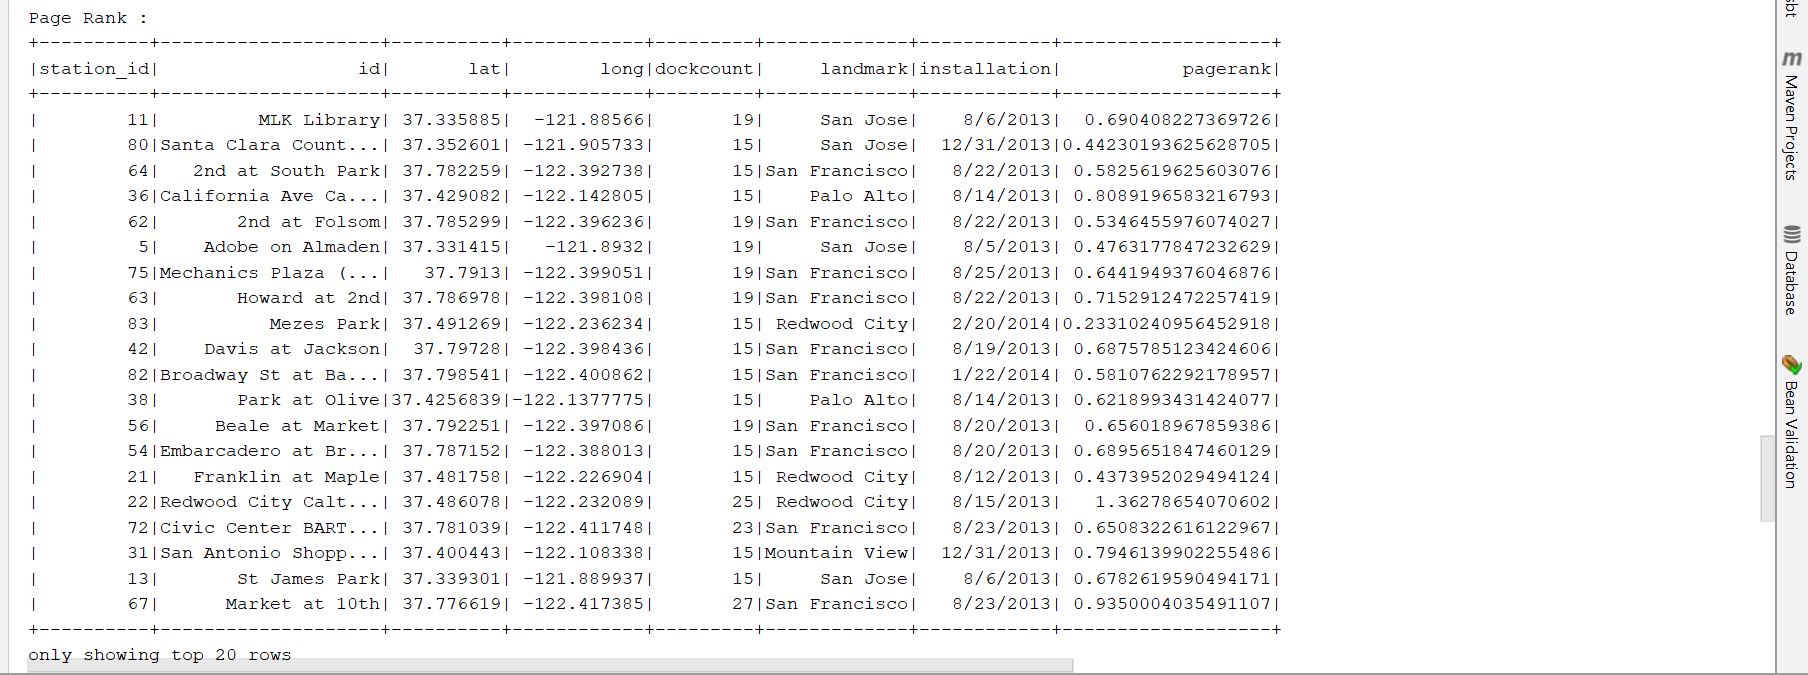 Page Rank :
+----------+--------------------+----------+------------+---------+-------------+------------+-------------------+
|station_id|                  id|       lat|        long|dockcount|     landmark|installation|           pagerank|
+----------+--------------------+----------+------------+---------+-------------+------------+-------------------+
|        11|         MLK Library| 37.335885|  -121.88566|       19|     San Jose|    8/6/2013|  0.690408227369726|
|        80|Santa Clara Count...| 37.352601| -121.905733|       15|     San Jose|  12/31/2013|0.44230193625628705|
|        64|   2nd at South Park| 37.782259| -122.392738|       15|San Francisco|   8/22/2013| 0.5825619625603076|
|        36|California Ave Ca...| 37.429082| -122.142805|       15|    Palo Alto|   8/14/2013| 0.8089196583216793|
|        62|       2nd at Folsom| 37.785299| -122.396236|       19|San Francisco|   8/22/2013| 0.5346455976074027|
|         5|    Adobe on Almaden| 37.331415|   -121.8932|       19|     San Jose|    8/5/2013| 0.4763177847232629|
|        75|Mechanics Plaza (...|   37.7913| -122.399051|       19|San Francisco|   8/25/2013| 0.6441949376046876|
|        63|       Howard at 2nd| 37.786978| -122.398108|       19|San Francisco|   8/22/2013| 0.7152912472257419|
|        83|          Mezes Park| 37.491269| -122.236234|       15| Redwood City|   2/20/2014|0.23310240956452918|
|        42|    Davis at Jackson|  37.79728| -122.398436|       15|San Francisco|   8/19/2013| 0.6875785123424606|
|        82|Broadway St at Ba...| 37.798541| -122.400862|       15|San Francisco|   1/22/2014| 0.5810762292178957|
|        38|       Park at Olive|37.4256839|-122.1377775|       15|    Palo Alto|   8/14/2013| 0.6218993431424077|
|        56|     Beale at Market| 37.792251| -122.397086|       19|San Francisco|   8/20/2013|  0.656018967859386|
|        54|Embarcadero at Br...| 37.787152| -122.388013|       15|San Francisco|   8/20/2013| 0.6895651847460129|
|        21|   Franklin at Maple| 37.481758| -122.226904|       15| Redwood City|   8/12/2013| 0.4373952029494124|
|        22|Redwood City Calt...| 37.486078| -122.232089|       25| Redwood City|   8/15/2013|   1.36278654070602|
|        72|Civic Center BART...| 37.781039| -122.411748|       23|San Francisco|   8/23/2013| 0.6508322616122967|
|        31|San Antonio Shopp...| 37.400443| -122.108338|       15|Mountain View|  12/31/2013| 0.7946139902255486|
|        13|       St James Park| 37.339301| -121.889937|       15|     San Jose|    8/6/2013| 0.6782619590494171|
|        67|      Market at 10th| 37.776619| -122.417385|       27|San Francisco|   8/23/2013| 0.9350004035491107|
+----------+--------------------+----------+------------+---------+-------------+------------+-------------------+
only showing top 20 rows
sbt
m Maven Projects
Database
Bean Validation